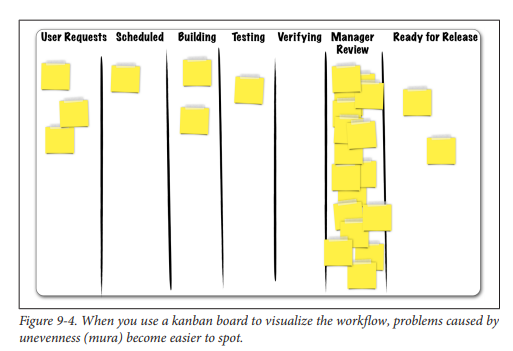 User Requests Scheduled Building Testing Verifying Manager Review Ready for Release
Figure 9-4. When you use a kanban board to visualize the workflow, problems caused by
unevenness (mura) become easier to spot.